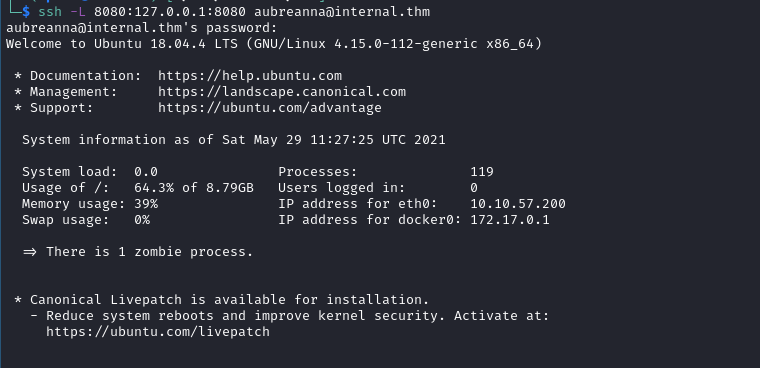 $ ssh -L 8080:127.0.0.1:8080 aubreanna@internal.thm
aubreanna@internal.thm's password:
Welcome to Ubuntu 18.04.4 LTS (GNU/Linux 4.15.0-112-generic x86_64)
* Documentation:  https://help.ubuntu.com
* Management:     https://landscape.canonical.com
* Support:        https://ubuntu.com/advantage
System information as of Sat May 29 11:27:25 UTC 2021
System load:  0.0               Processes:              119
Usage of /:   64.3% of 8.79GB   Users logged in:        0
Memory usage: 39%               IP address for eth0:    10.10.57.200
Swap usage:   0%                IP address for docker0: 172.17.0.1
=> There is 1 zombie process.
* Canonical Livepatch is available for installation.
- Reduce system reboots and improve kernel security. Activate at:
https://ubuntu.com/livepatch